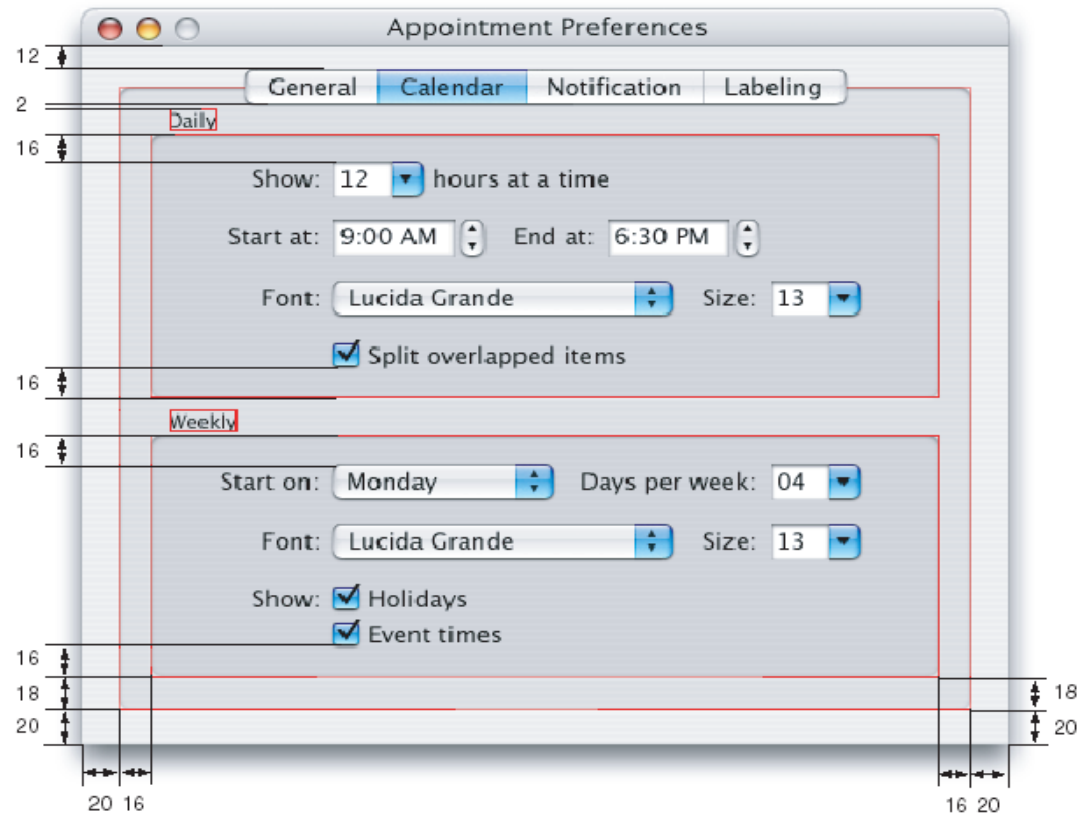 Appointment Preferences
12
General Calendar Notification Labeling
2
Daily
16
Show: 12 hours at a time
Start at: 9:00 AM End at: 6:30 PM
Font: Lucida Grande Size: 13
Split overlapped items
16
Weekly
16
Start on: Monday Days per week: 04
Font: Lucida Grande Size: 13
Show: Holidays
Event times
16
18 18
20 20
20 16 16 20